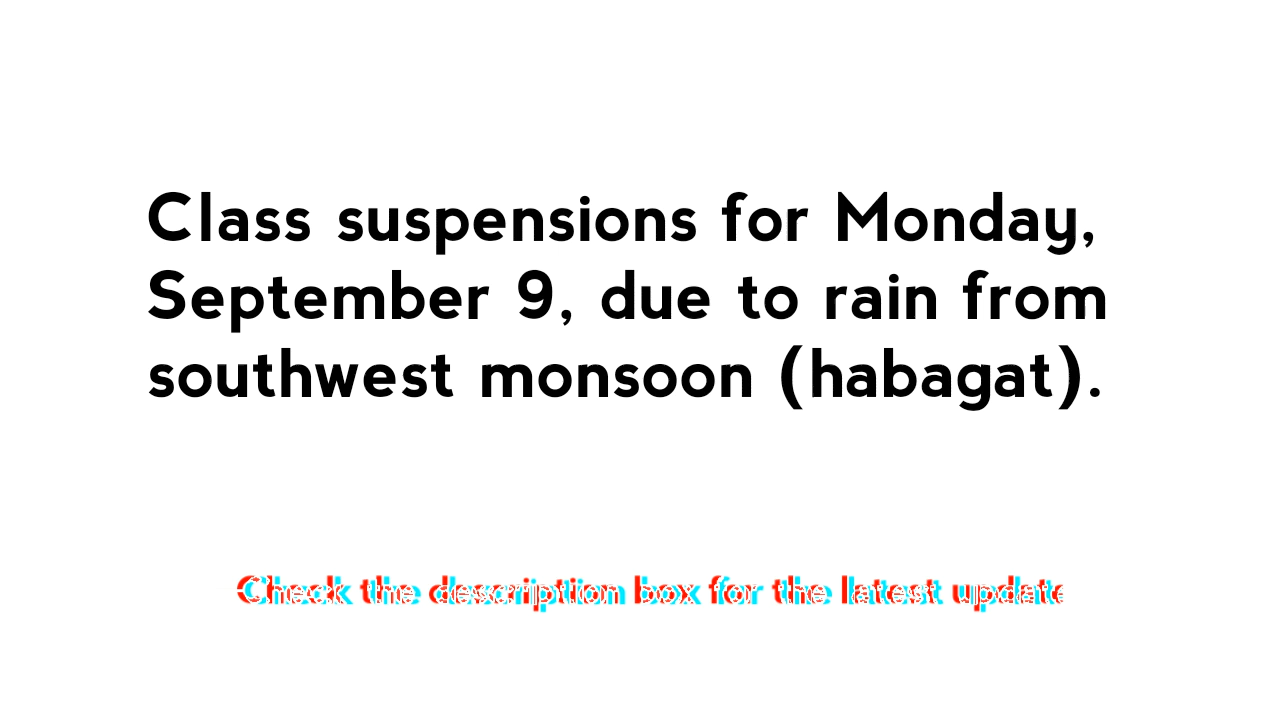 Class suspensions for Monday,
September 9, due to rain from
southwest monsoon (habagat).
Check the description box for the latest update